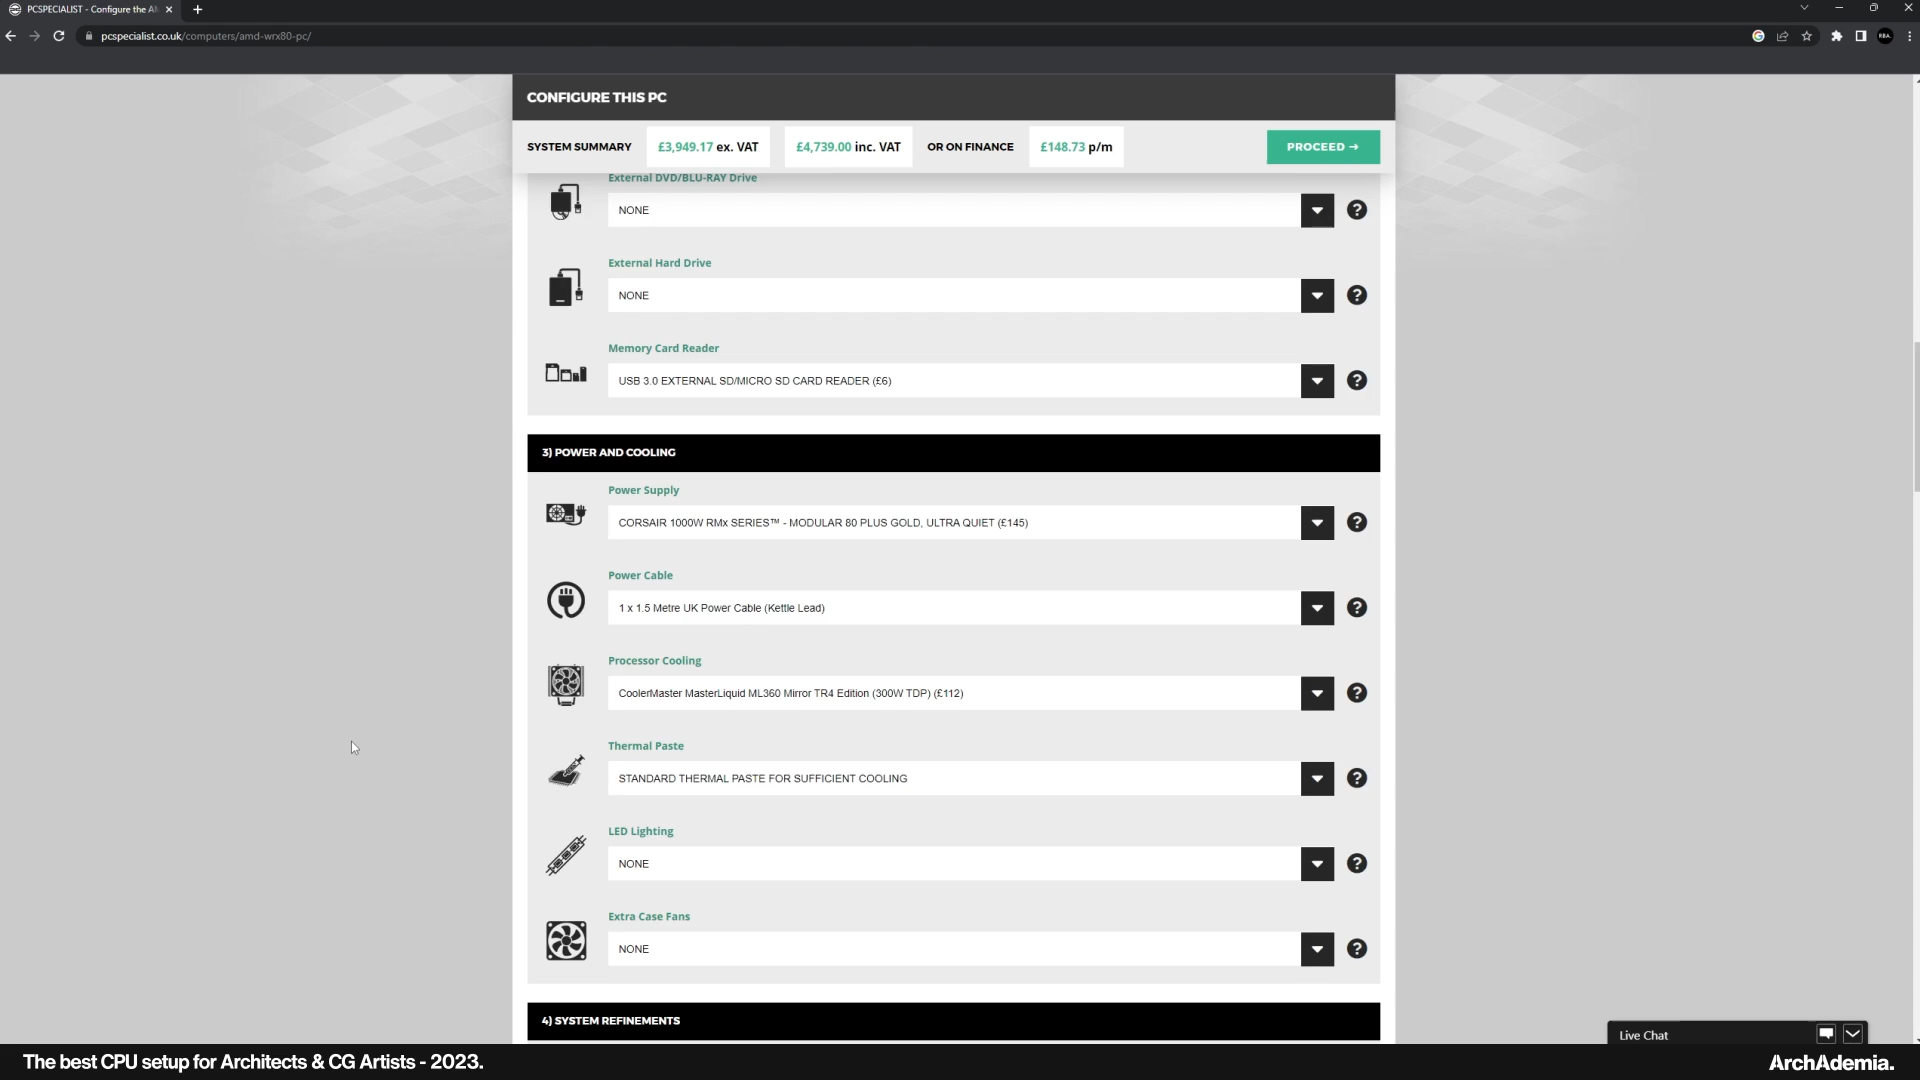 PCSPECIALIST - Configure the AM
pcspecialist.co.uk/computers/amd-wrx80-pc/
RBA.
CONFIGURE THIS PC
SYSTEM SUMMARY £3,949.17 ex. VAT £4,739.00 inc. VAT OR ON FINANCE £148.73 p/m PROCEED →
External DVD/BLU-RAY Drive
NONE
?
External Hard Drive
NONE
?
Memory Card Reader
USB 3.0 EXTERNAL SD/MICRO SD CARD READER (£6)
?
3) POWER AND COOLING
Power Supply
CORSAIR 1000W RMx SERIES™ - MODULAR 80 PLUS GOLD, ULTRA QUIET (£145)
?
Power Cable
1 x 1.5 Metre UK Power Cable (Kettle Lead)
?
Processor Cooling
CoolerMaster MasterLiquid ML360 Mirror TR4 Edition (300W TDP) (£112)
?
Thermal Paste
STANDARD THERMAL PASTE FOR SUFFICIENT COOLING
?
LED Lighting
NONE
?
Extra Case Fans
NONE
?
4) SYSTEM REFINEMENTS
Live Chat
The best CPU setup for Architects & CG Artists - 2023.
ArchAdemia.